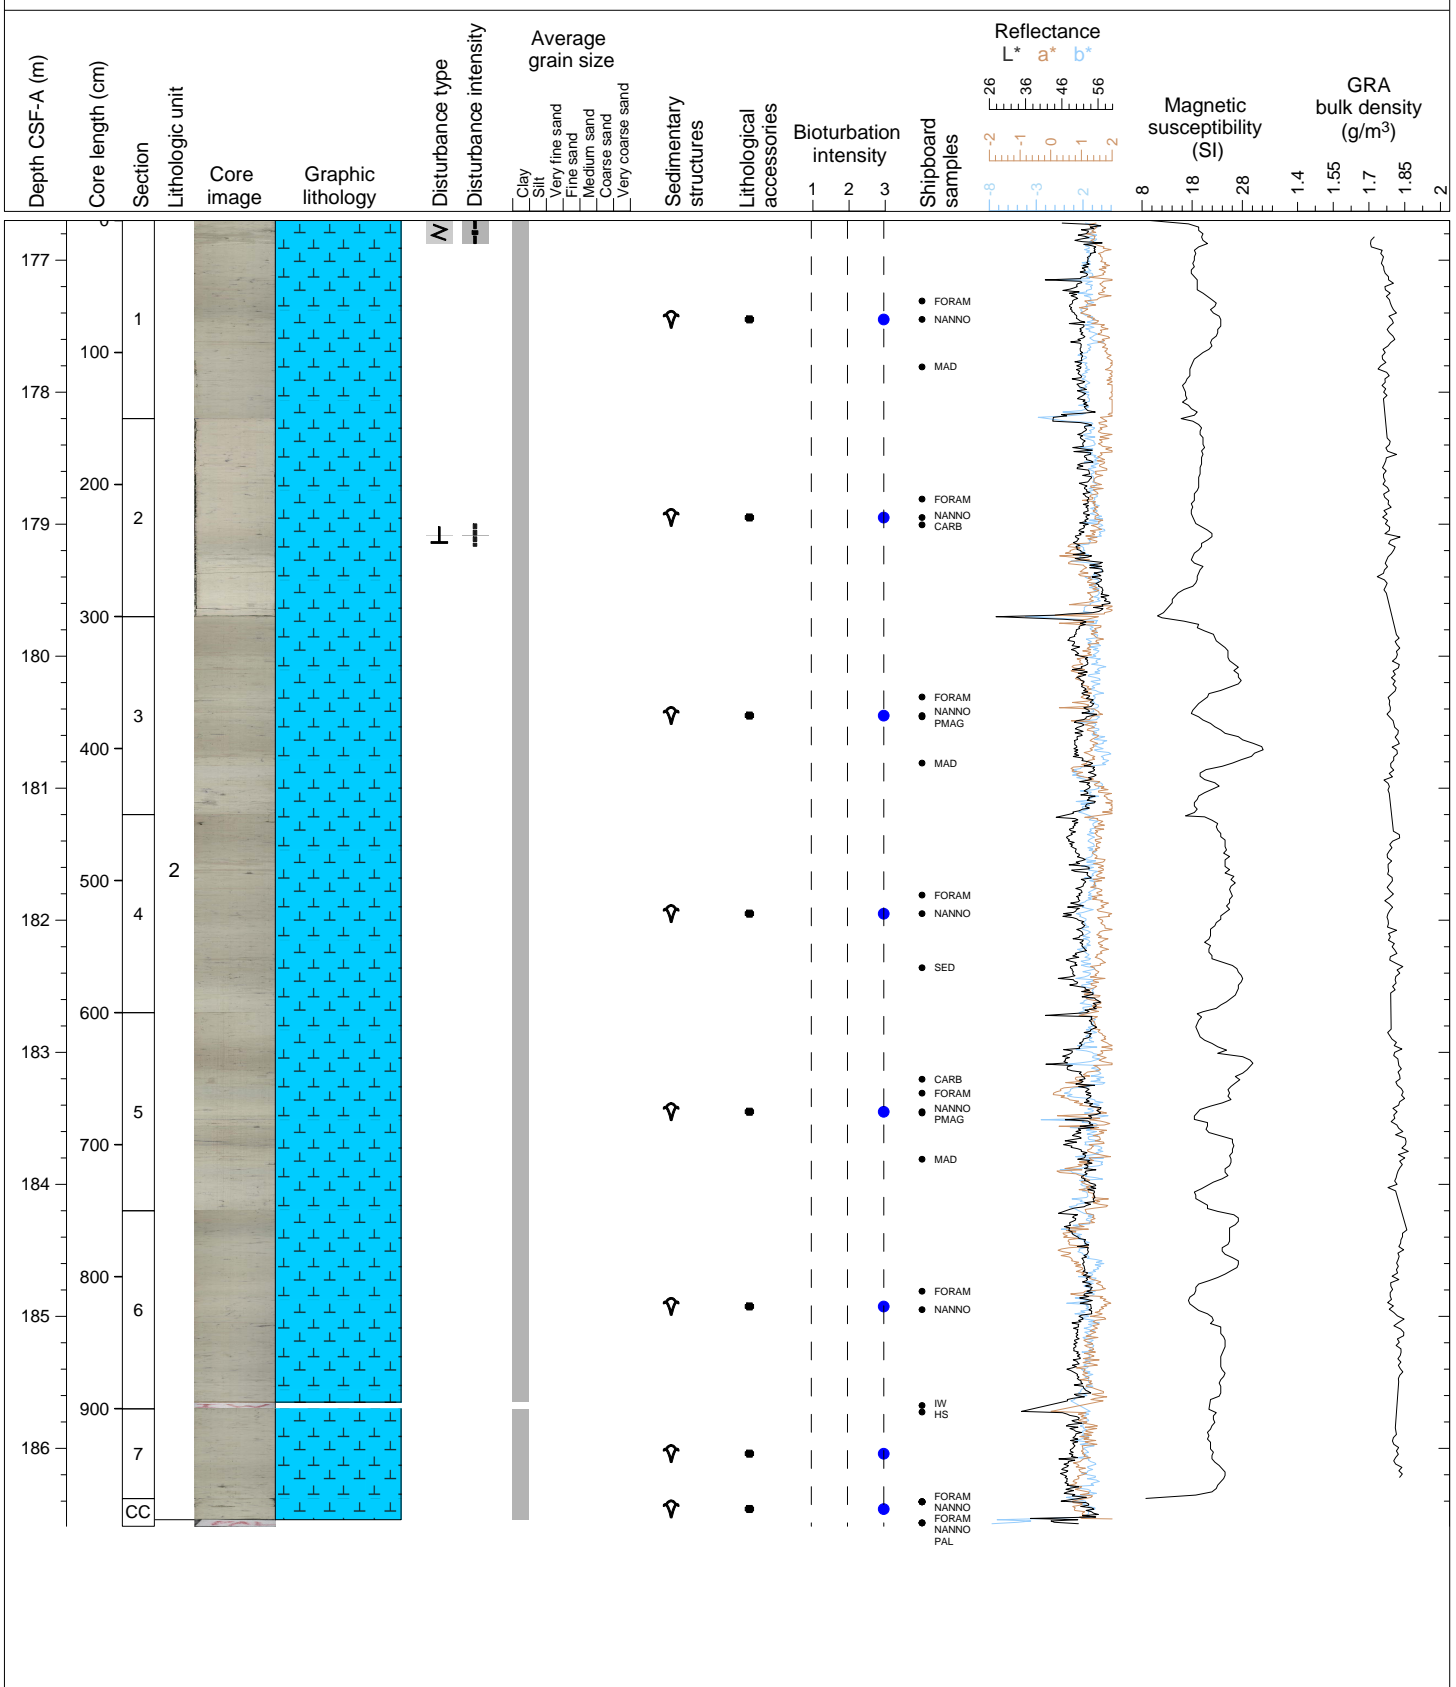 Depth CSF-A (m)
Core length (cm)
Section
Lithologic unit
Core
image
Graphic
lithology
Disturbance type
Disturbance intensity
Average
grain size
Clay
Silt
Very fine sand
Fine sand
Medium sand
Coarse sand
Very coarse sand
Sedimentary
structures
Lithological
accessories
Bioturbation
intensity
1 2 3
Shipboard
samples
Reflectance
L* a* b*
26 36 46 56
-2 -1 0 1 2
-8 -3 2
Magnetic
susceptibility
(SI)
8 18 28
GRA
bulk density
(g/m3)
1.4 1.55 1.7 1.85 2
0
177
FORAM
1
NANNO
100
MAD
178
200
FORAM
2
NANNO
179
CARB
300
180
FORAM
3
NANNO
PMAG
400
MAD
181
2
500
FORAM
4
NANNO
182
SED
600
183
CARB
FORAM
5
NANNO
PMAG
700
MAD
184
800
FORAM
6
NANNO
185
900
IW
HS
186
7
FORAM
CC
NANNO
FORAM
NANNO
PAL